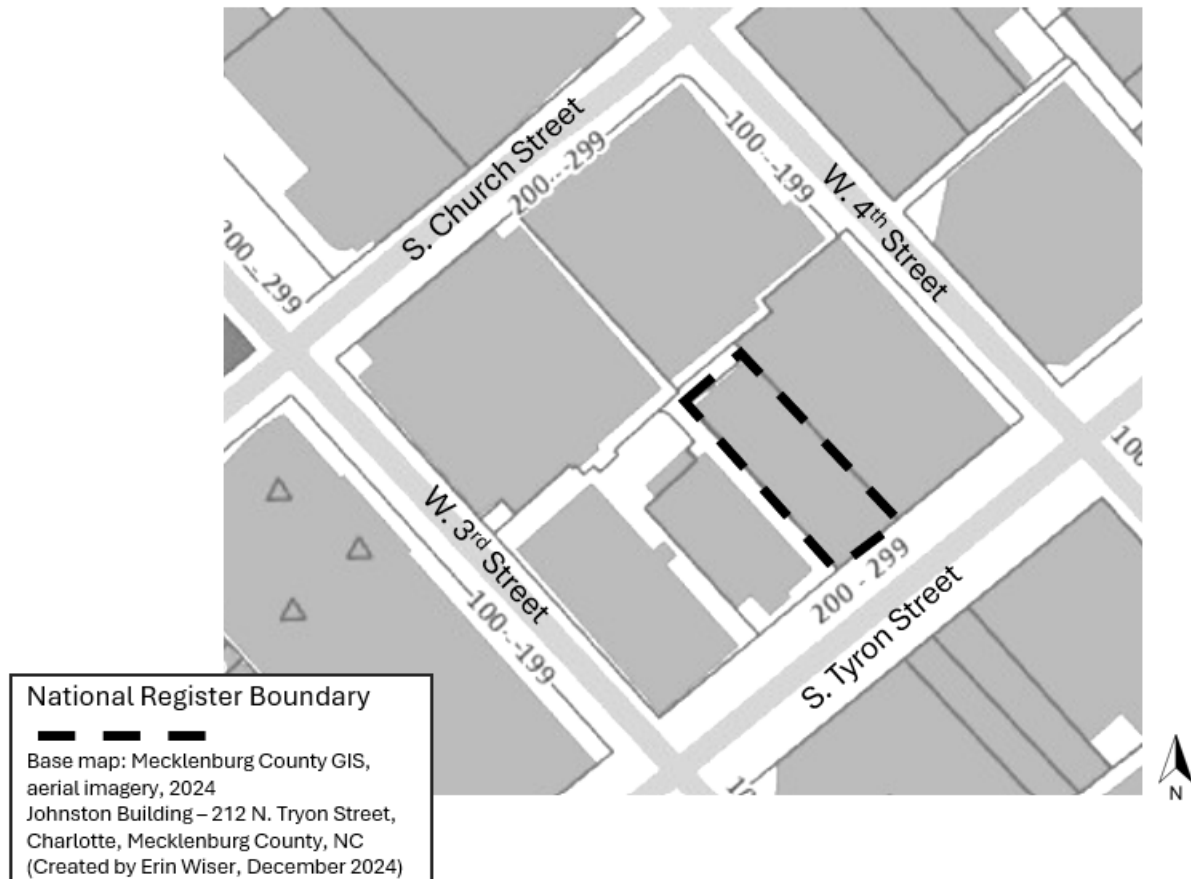 S. Church Street
200 - 299
100 - 199
W. 4th Street
200 - 299
W. 3rd Street
100 - 199
200 - 299
S. Tyron Street
100
10
National Register Boundary
Base map: Mecklenburg County GIS,
aerial imagery, 2024
Johnston Building – 212 N. Tryon Street,
Charlotte, Mecklenburg County, NC
(Created by Erin Wiser, December 2024)
N